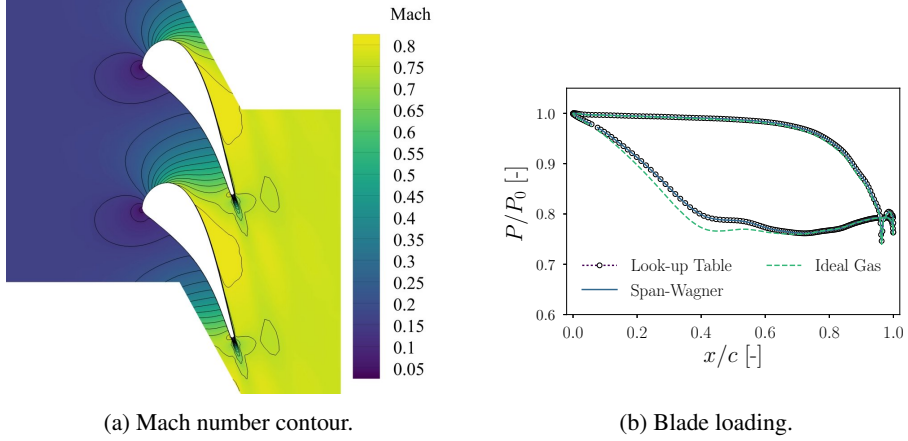 Mach
0.8
0.75
0.7
0.65
0.6
0.55
0.5
0.45
0.4
0.35
0.3
0.25
0.2
0.15
0.1
0.05
(a) Mach number contour.
P/P0 [-]
1.0
0.9
0.8
0.7
0.6
Look-up Table
Ideal Gas
Span-Wagner
0.0 0.2 0.4 0.6 0.8 1.0
x/c [-]
(b) Blade loading.